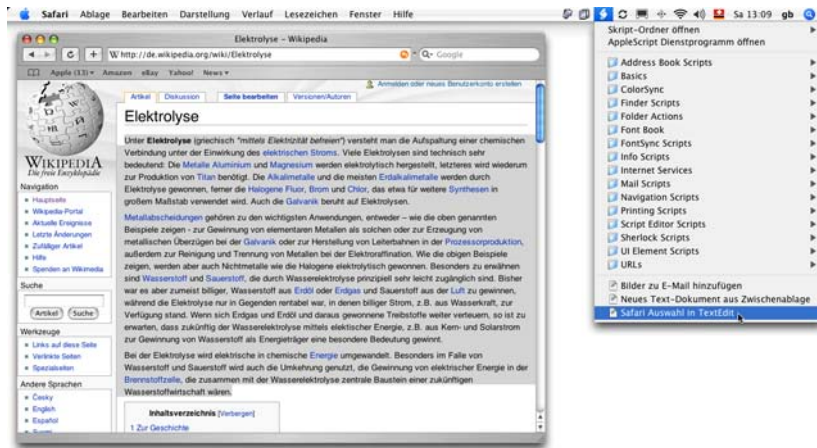 Safari Ablage Bearbeiten Darstellung Verlauf Lesezeichen Fenster Hilfe
Sa 13:09 gb
Elektrolyse – Wikipedia
http://de.wikipedia.org/wiki/Elektrolyse
Google
Apple (13) Amazon eBay Yahoo! News
Anmelden oder neues Benutzerkonto erstellen
Artikel Diskussion Seite bearbeiten Versionen/Autoren
Elektrolyse
Unter Elektrolyse (griechisch "mittels Elektrizität befreien") versteht man die Aufspaltung einer chemischen
Verbindung unter der Einwirkung des elektrischen Stroms. Viele Elektrolysen sind technisch sehr
bedeutend: Die Metalle Aluminium und Magnesium werden elektrolytisch hergestellt, letzteres wird wiederum
zur Produktion von Titan benötigt. Die Alkalimetalle und die meisten Erdalkalimetalle werden durch
Elektrolyse gewonnen, ferner die Halogene Fluor, Brom und Chlor, das etwa für weitere Synthesen in
großem Maßstab verwendet wird. Auch die Galvanik beruht auf Elektrolysen.
Metallabscheidungen gehören zu den wichtigsten Anwendungen, entweder – wie die oben genannten
Beispiele zeigen - zur Gewinnung von elementaren Metallen als solchen oder zur Erzeugung von
metallischen Überzügen bei der Galvanik oder zur Herstellung von Leiterbahnen in der Prozessorproduktion,
außerdem zur Reinigung und Trennung von Metallen bei der Elektroraffination. Wie die obigen Beispiele
zeigen, werden aber auch Nichtmetalle wie die Halogene elektrolytisch gewonnen. Besonders zu erwähnen
sind Wasserstoff und Sauerstoff, die durch Wasserelektrolyse prinzipiell sehr leicht zugänglich sind. Bisher
war es aber zumeist billiger, Wasserstoff aus Erdöl oder Erdgas und Sauerstoff aus der Luft zu gewinnen,
während die Elektrolyse nur in Gegenden rentabel war, in denen billiger Strom, z.B. aus Wasserkraft, zur
Verfügung stand. Wenn sich Erdgas und Erdöl und daraus gewonnene Treibstoffe weiter verteuern, so ist zu
erwarten, dass zukünftig der Wasserelektrolyse mittels elektischer Energie, z.B. aus Kern- und Solarstrom
zur Gewinnung von Wasserstoff als Energieträger eine besondere Bedeutung gewinnt.
Bei der Elektrolyse wird elektrische in chemische Energie umgewandelt. Besonders im Falle von
Wasserstoff und Sauerstoff wird auch die Umkehrung genutzt, die Gewinnung von elektrischer Energie in der
Brennstoffzelle, die zusammen mit der Wasserelektrolyse zentrale Baustein einer zukünftigen
Wasserstoffwirtschaft wären.
Inhaltsverzeichnis [Verbergen]
1 Zur Geschichte
WIKIPEDIA
Die freie Enzyklopädie
Navigation
Hauptseite
Wikipedia-Portal
Aktuelle Ereignisse
Letzte Änderungen
Zufälliger Artikel
Hilfe
Spenden an Wikimedia
Suche
Artikel Suche
Werkzeuge
Links auf diese Seite
Verlinkte Seiten
Spezialseiten
Andere Sprachen
Česky
English
Español
Suomi
Skript-Ordner öffnen
AppleScript Dienstprogramm öffnen
Address Book Scripts
Basics
ColorSync
Finder Scripts
Folder Actions
Font Book
FontSync Scripts
Info Scripts
Internet Services
Mail Scripts
Navigation Scripts
Printing Scripts
Script Editor Scripts
Sherlock Scripts
UI Element Scripts
URLs
Bilder zu E-Mail hinzufügen
Neues Text-Dokument aus Zwischenablage
Safari Auswahl in TextEdit